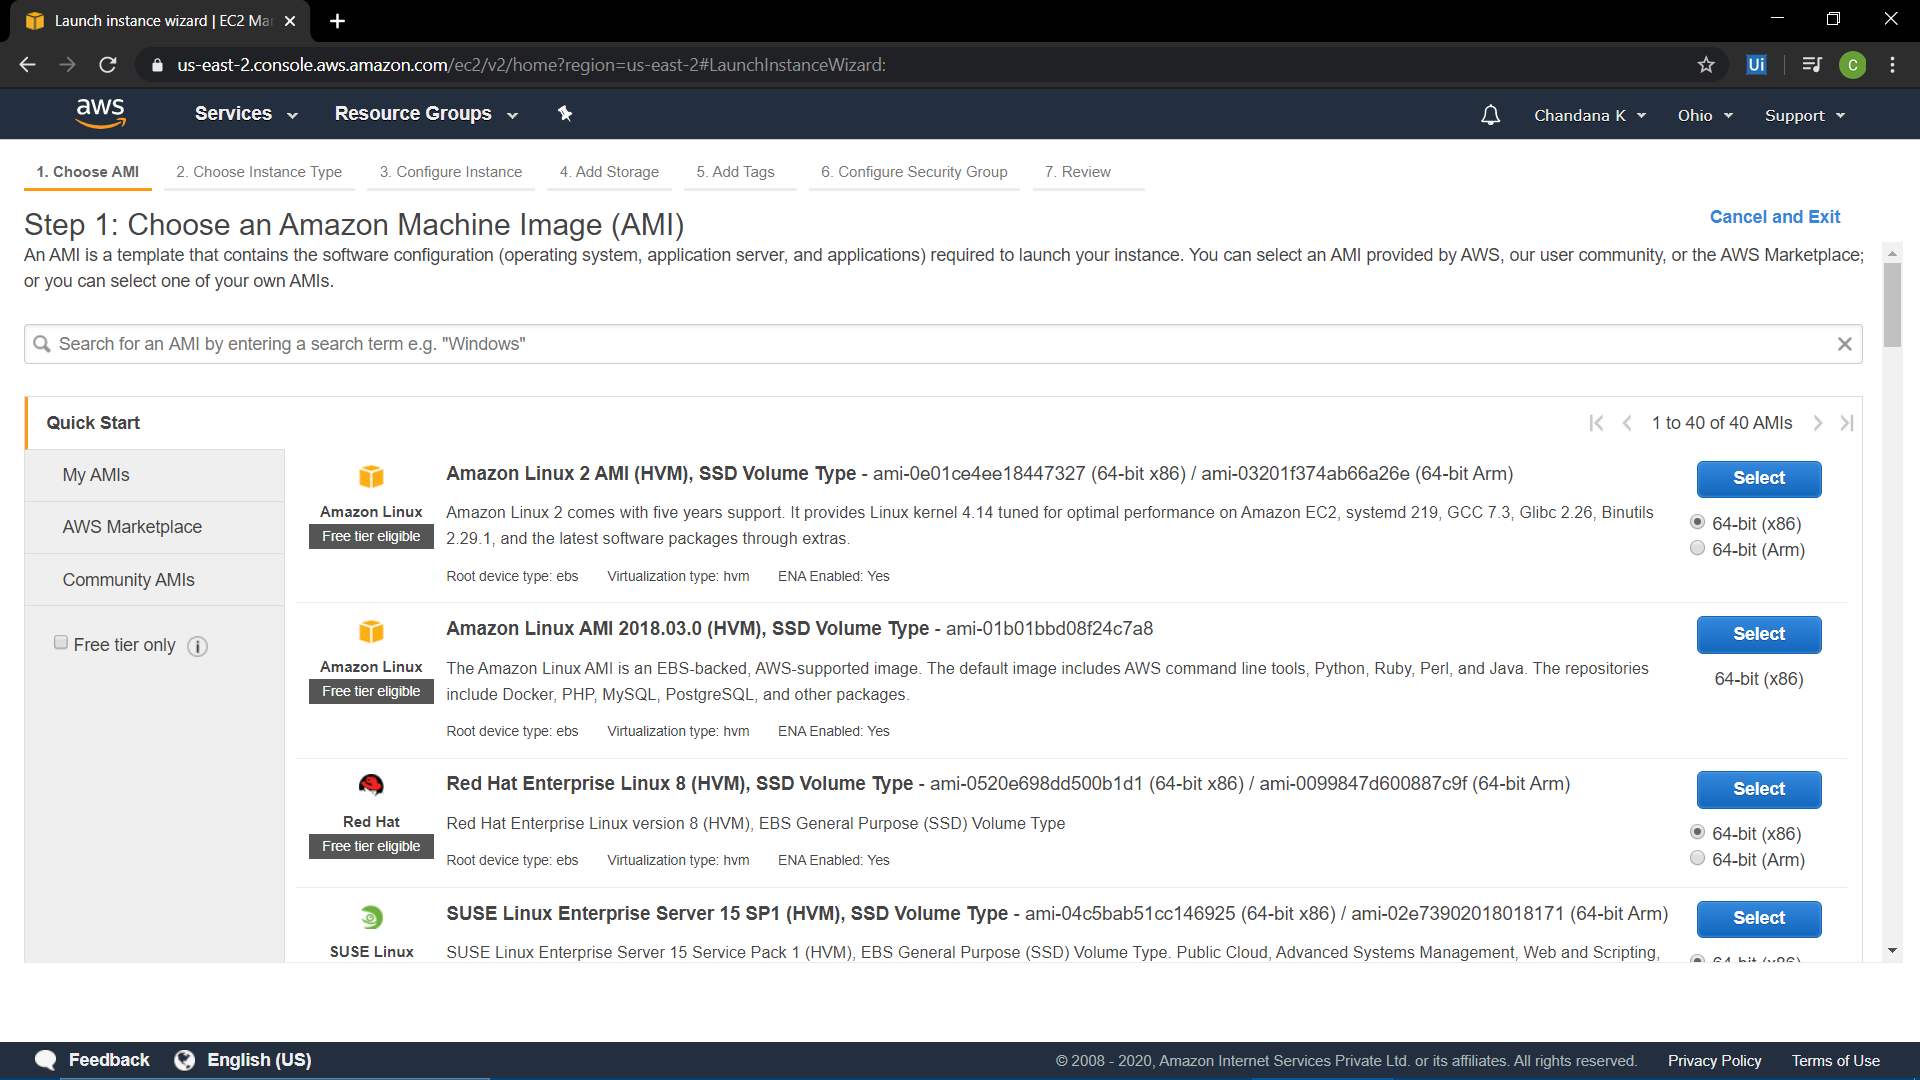 Launch instance wizard | EC2 Ma
us-east-2.console.aws.amazon.com/ec2/v2/home?region=us-east-2#LaunchInstanceWizard:
Ui
C
aws
Services
Resource Groups
Chandana K
Ohio
Support
1. Choose AMI
2. Choose Instance Type
3. Configure Instance
4. Add Storage
5. Add Tags
6. Configure Security Group
7. Review
Step 1: Choose an Amazon Machine Image (AMI)
Cancel and Exit
An AMI is a template that contains the software configuration (operating system, application server, and applications) required to launch your instance. You can select an AMI provided by AWS, our user community, or the AWS Marketplace;
or you can select one of your own AMIs.
Search for an AMI by entering a search term e.g. "Windows"
Quick Start
My AMIs
AWS Marketplace
Community AMIs
Free tier only
1 to 40 of 40 AMIs
Amazon Linux
Free tier eligible
Amazon Linux 2 AMI (HVM), SSD Volume Type - ami-0e01ce4ee18447327 (64-bit x86) / ami-03201f374ab66a26e (64-bit Arm)
Amazon Linux 2 comes with five years support. It provides Linux kernel 4.14 tuned for optimal performance on Amazon EC2, systemd 219, GCC 7.3, Glibc 2.26, Binutils
2.29.1, and the latest software packages through extras.
Root device type: ebs Virtualization type: hvm ENA Enabled: Yes
Select
64-bit (x86)
64-bit (Arm)
Amazon Linux
Free tier eligible
Amazon Linux AMI 2018.03.0 (HVM), SSD Volume Type - ami-01b01bbd08f24c7a8
The Amazon Linux AMI is an EBS-backed, AWS-supported image. The default image includes AWS command line tools, Python, Ruby, Perl, and Java. The repositories
include Docker, PHP, MySQL, PostgreSQL, and other packages.
Root device type: ebs Virtualization type: hvm ENA Enabled: Yes
Select
64-bit (x86)
Red Hat
Free tier eligible
Red Hat Enterprise Linux 8 (HVM), SSD Volume Type - ami-0520e698dd500b1d1 (64-bit x86) / ami-0099847d600887c9f (64-bit Arm)
Red Hat Enterprise Linux version 8 (HVM), EBS General Purpose (SSD) Volume Type
Root device type: ebs Virtualization type: hvm ENA Enabled: Yes
Select
64-bit (x86)
64-bit (Arm)
SUSE Linux
SUSE Linux Enterprise Server 15 SP1 (HVM), SSD Volume Type - ami-04c5bab51cc146925 (64-bit x86) / ami-02e73902018018171 (64-bit Arm)
SUSE Linux Enterprise Server 15 Service Pack 1 (HVM), EBS General Purpose (SSD) Volume Type. Public Cloud, Advanced Systems Management, Web and Scripting,
Select
64-bit (x86)
Feedback
English (US)
© 2008 - 2020, Amazon Internet Services Private Ltd. or its affiliates. All rights reserved.
Privacy Policy
Terms of Use